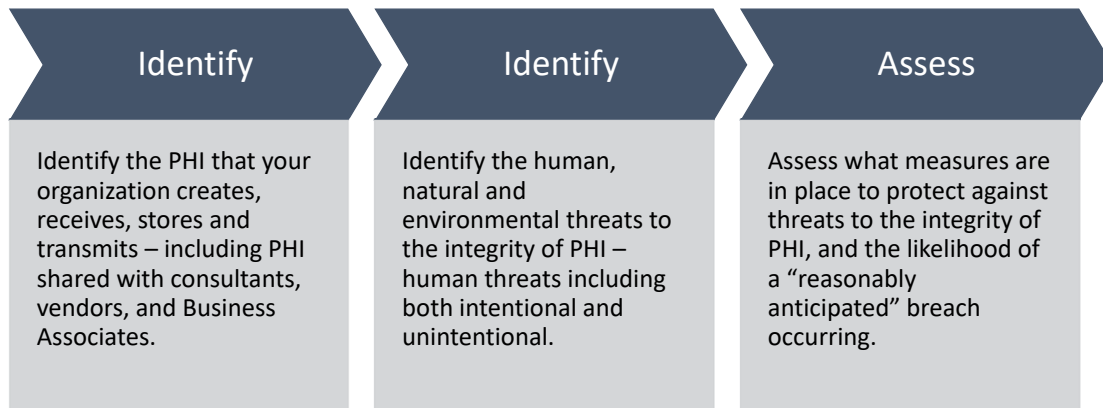 Identify
Identify the PHI that your
organization creates,
receives, stores and
transmits – including PHI
shared with consultants,
vendors, and Business
Associates.
Identify
Identify the human,
natural and
environmental threats to
the integrity of PHI –
human threats including
both intentional and
unintentional.
Assess
Assess what measures are
in place to protect against
threats to the integrity of
PHI, and the likelihood of
a “reasonably
anticipated” breach
occurring.